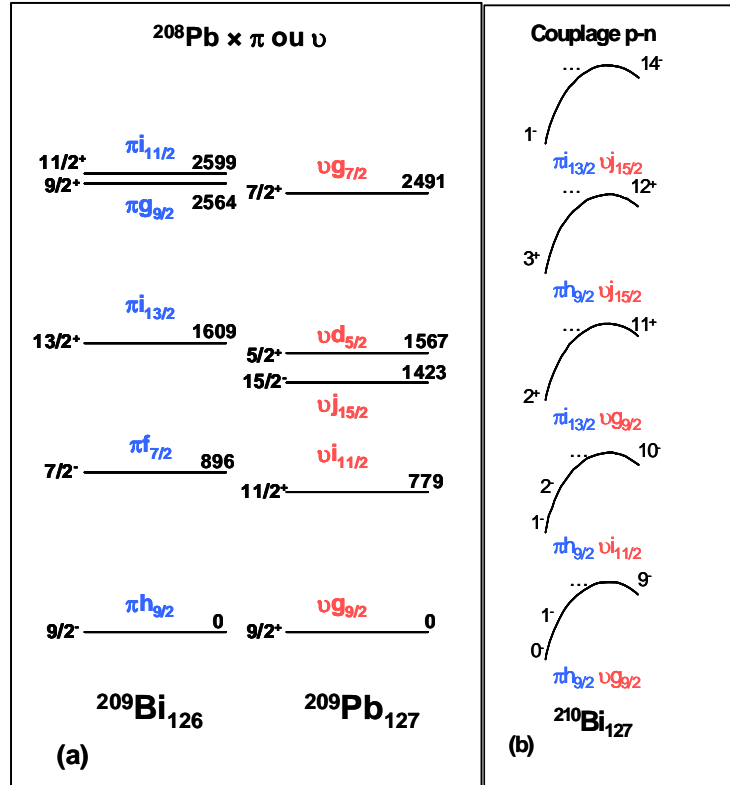 ²⁰⁸Pb × π ou υ
πi₁₁/₂
11/2⁺ 2599
9/2⁺
πg₉/₂ 2564
υg₇/₂
7/2⁺ 2491
πi₁₃/₂
13/2⁺ 1609
υd₅/₂ 1567
5/2⁺
15/2⁻ 1423
υj₁₅/₂
πf₇/₂
7/2⁻ 896
υi₁₁/₂
11/2⁺ 779
πh₉/₂
9/2⁻ 0
υg₉/₂
9/2⁺ 0
²⁰⁹Bi₁₂₆ ²⁰⁹Pb₁₂₇
(a)
Couplage p-n
... 14⁻
1⁻
πi₁₃/₂ υj₁₅/₂
... 12⁺
3⁺
πh₉/₂ υj₁₅/₂
... 11⁺
2⁺
πi₁₃/₂ υg₉/₂
... 10⁻
2⁻
1⁻
πh₉/₂ υi₁₁/₂
... 9⁻
1⁻
0⁻
πh₉/₂ υg₉/₂
²¹⁰Bi₁₂₇
(b)